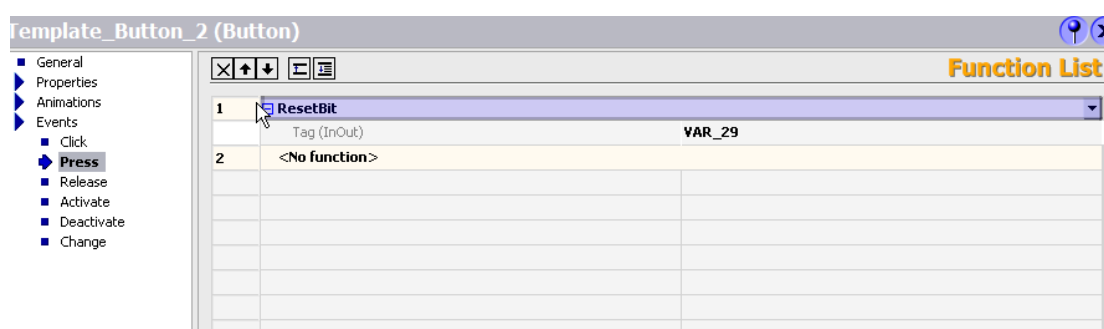 Template_Button_2 (Button)
General
Properties
Animations
Events
Click
Press
Release
Activate
Deactivate
Change
Function List
1 ResetBit
Tag (InOut) VAR_29
2 <No function>